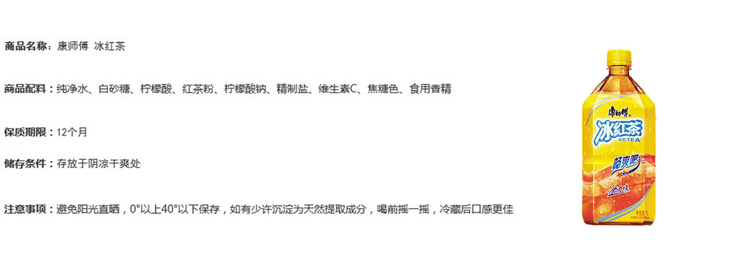 商品名称：康师傅 冰红茶
商品配料：纯净水、白砂糖、柠檬酸、红茶粉、柠檬酸钠、精制盐、维生素C、焦糖色、食用香精
保质期限：12个月
储存条件：存放于阴凉干爽处
注意事项：避免阳光直晒，0°以上40°以下保存，如有少许沉淀为天然提取成分，喝前摇一摇，冷藏后口感更佳
康师傅
冰红茶
ICE TEA